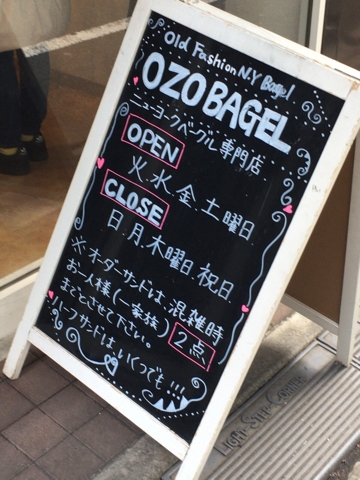 Old Fashion N.Y Bagel
OZO BAGEL
ニューヨークベーグル専門店
OPEN
火.水.金.土曜日
CLOSE
日.月.木曜日.祝日
※オーダーサンドは混雑時
お一人様(一家族) 2点
までとさせて下さい。
ハーフサンドはいくつでも!!!
LIGHT-STEP CORNER